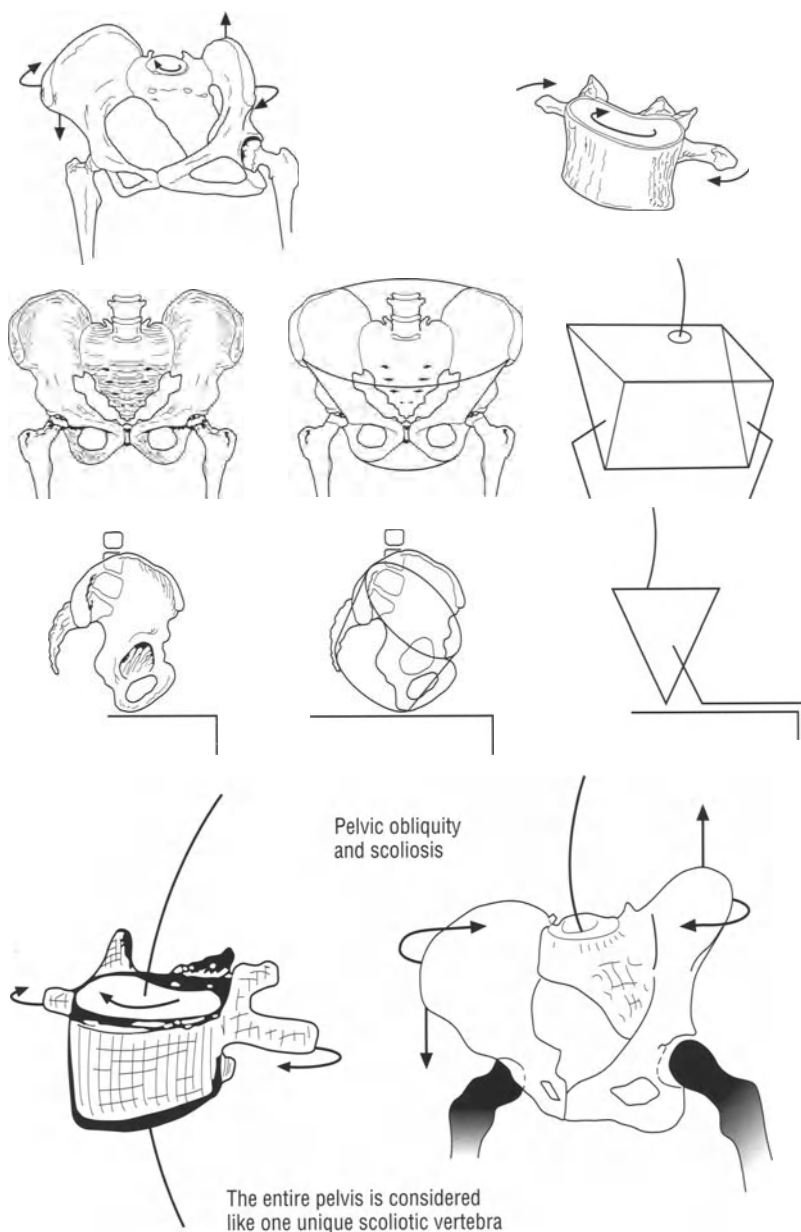 Pelvic obliquity
and scoliosis
The entire pelvis is considered
like one unique scoliotic vertebra